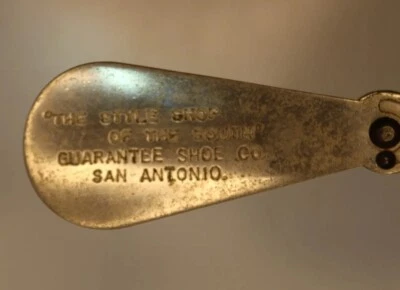 "THE STYLE SHOP
OF THE SOUTH"
GUARANTEE SHOE CO
SAN ANTONIO.